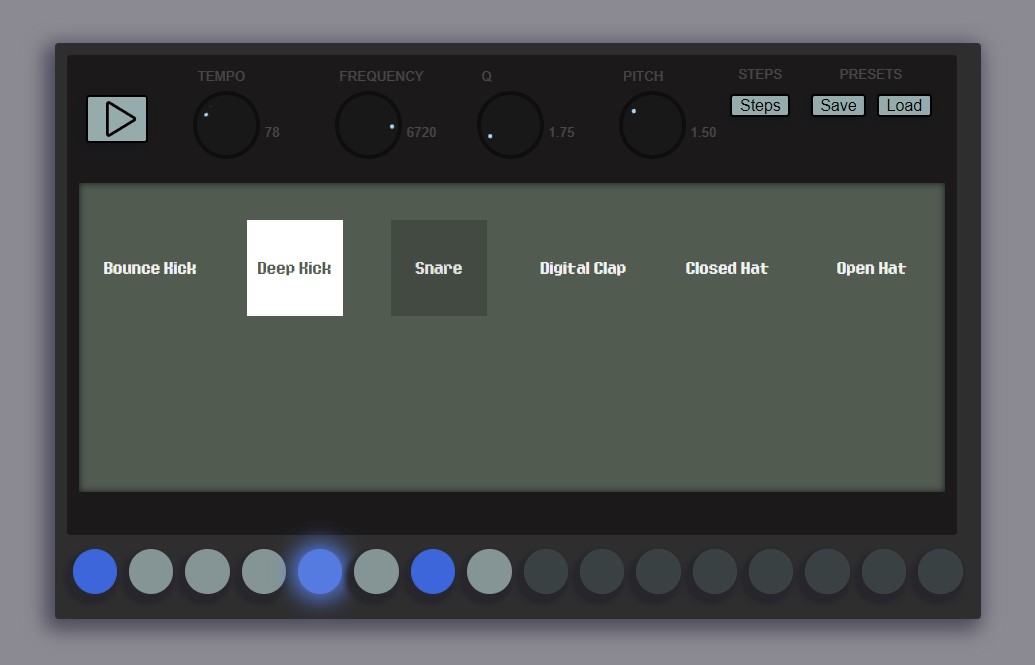 TEMPO
FREQUENCY
Q
PITCH
STEPS
PRESETS
78
6720
1.75
1.50
Steps
Save
Load
Bounce Kick
Deep Kick
Snare
Digital Clap
Closed Hat
Open Hat